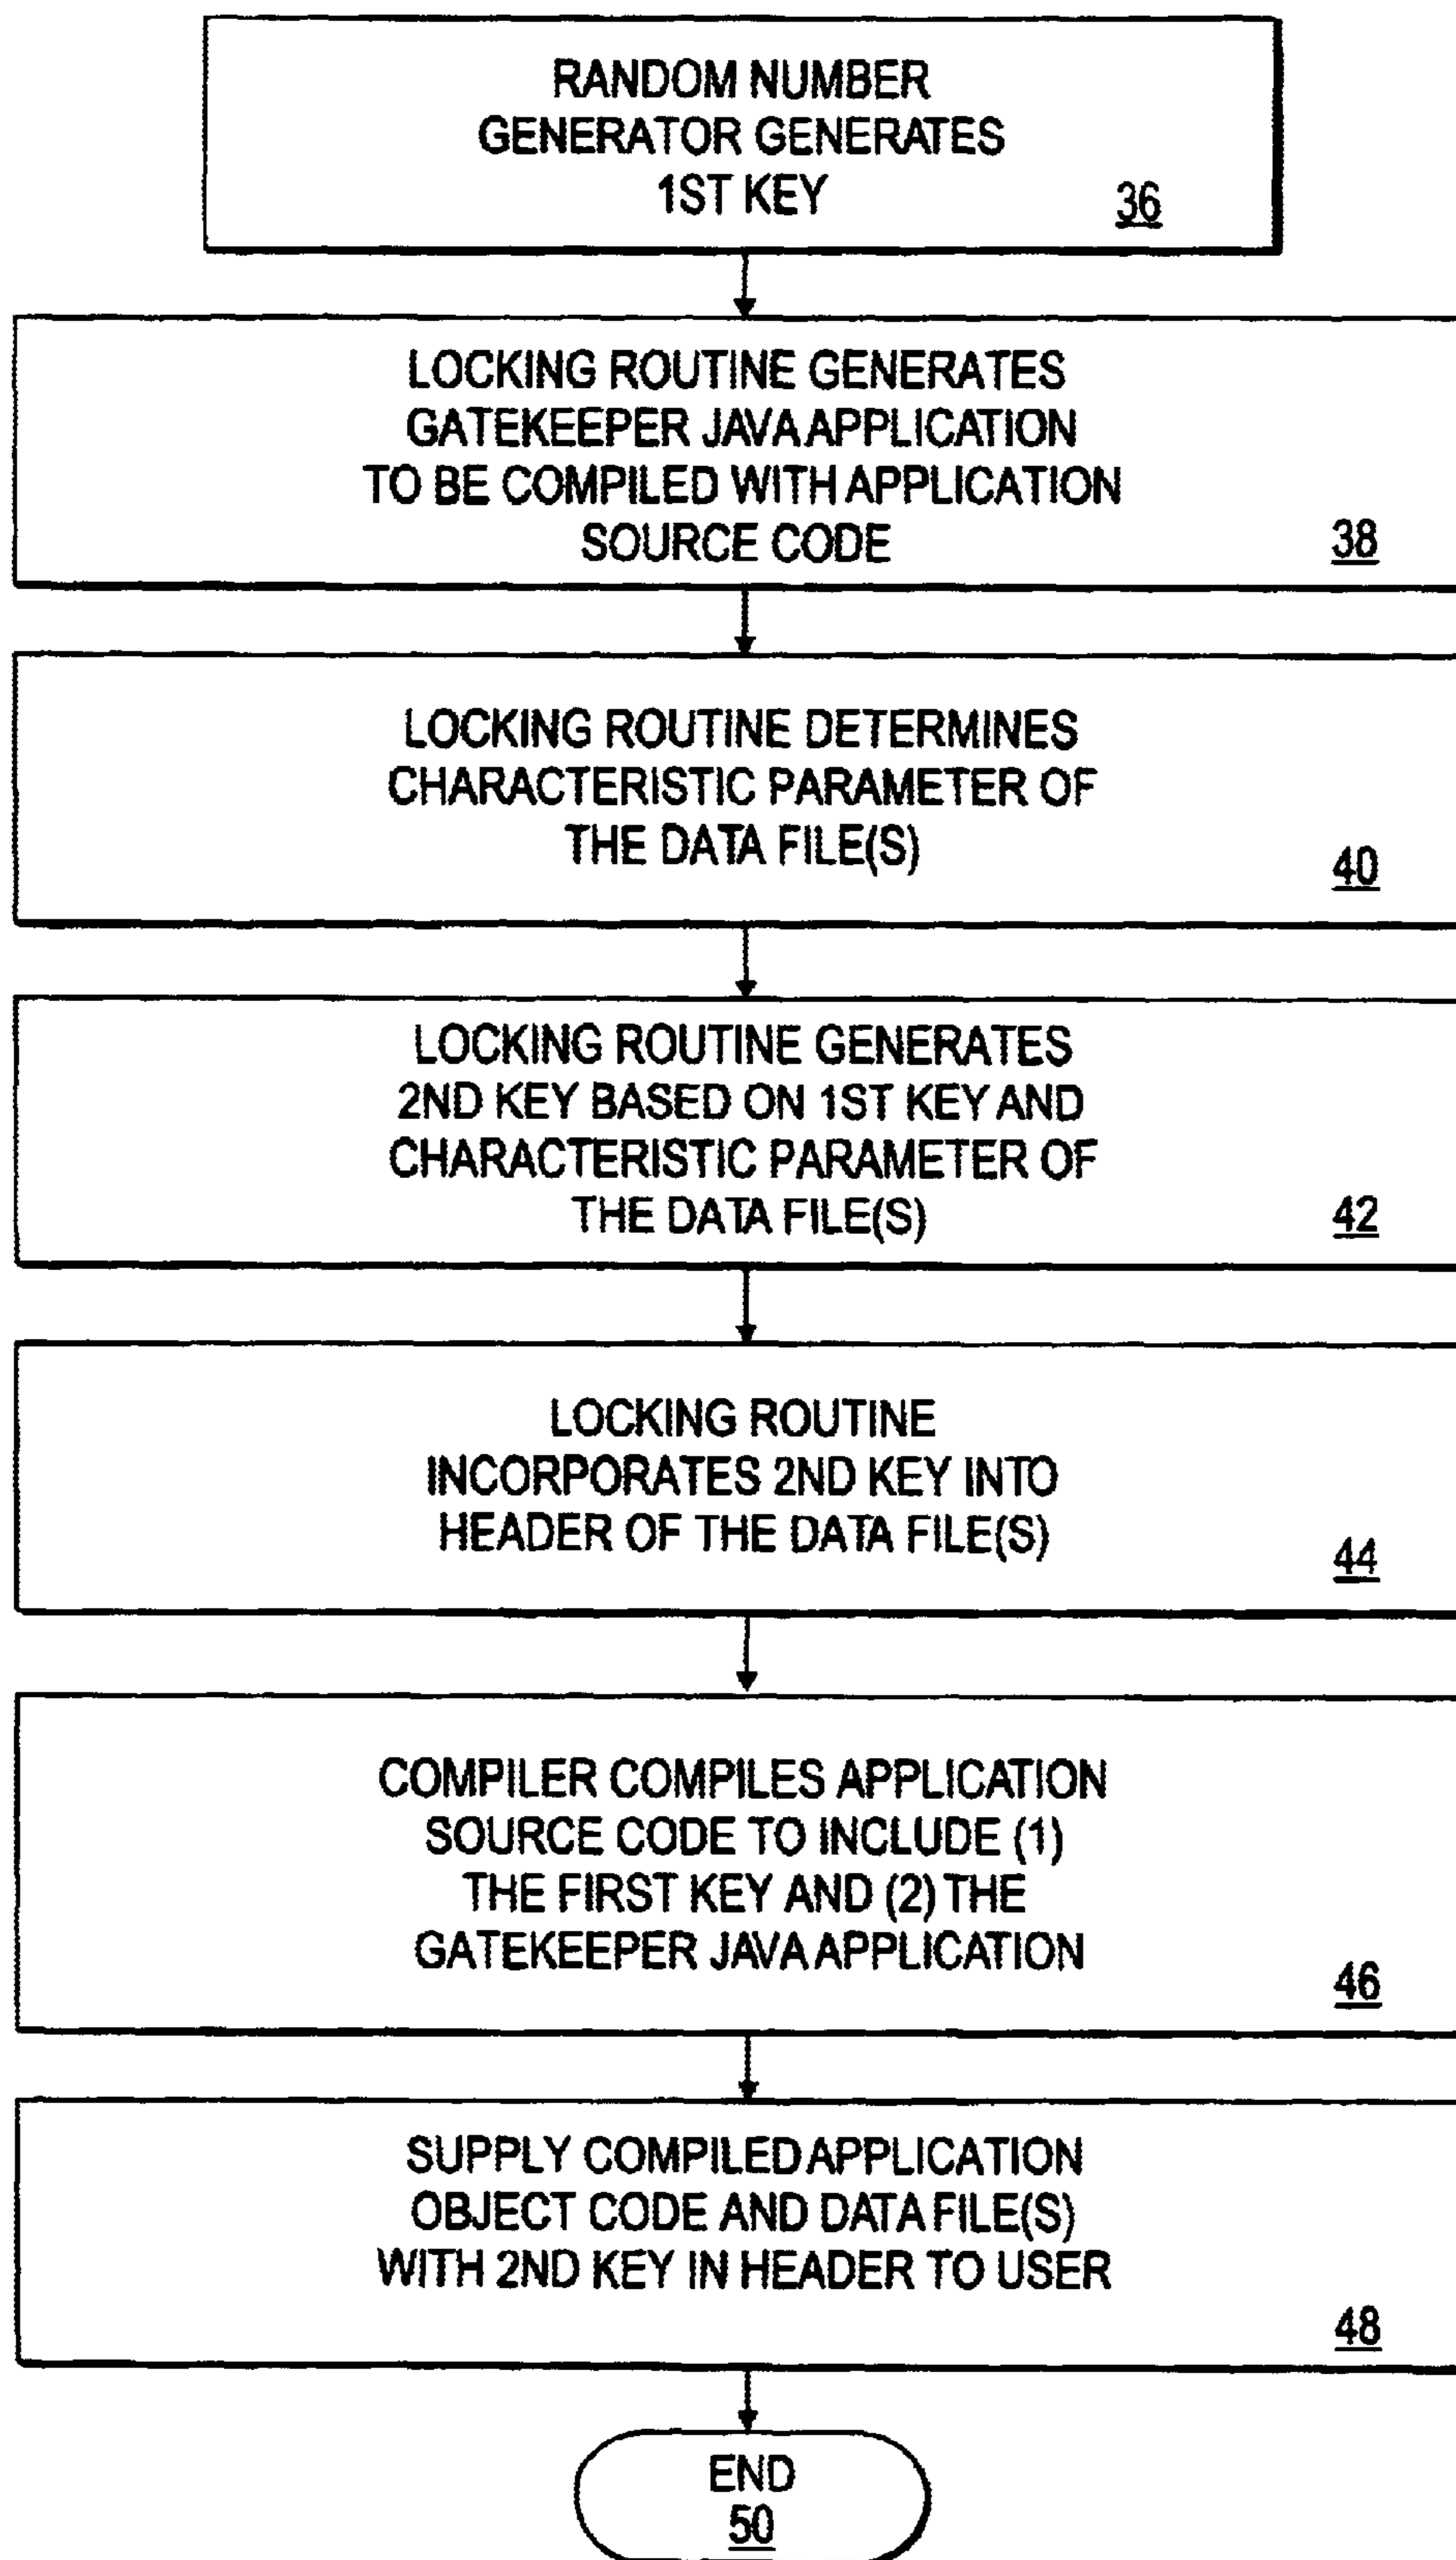 RANDOM NUMBER
GENERATOR GENERATES
1ST KEY
36
LOCKING ROUTINE GENERATES
GATEKEEPER JAVA APPLICATION
TO BE COMPILED WITH APPLICATION
SOURCE CODE
38
LOCKING ROUTINE DETERMINES
CHARACTERISTIC PARAMETER OF
THE DATA FILE(S)
40
LOCKING ROUTINE GENERATES
2ND KEY BASED ON 1ST KEY AND
CHARACTERISTIC PARAMETER OF
THE DATA FILE(S)
42
LOCKING ROUTINE
INCORPORATES 2ND KEY INTO
HEADER OF THE DATA FILE(S)
44
COMPILER COMPILES APPLICATION
SOURCE CODE TO INCLUDE (1)
THE FIRST KEY AND (2) THE
GATEKEEPER JAVA APPLICATION
46
SUPPLY COMPILED APPLICATION
OBJECT CODE AND DATA FILE(S)
WITH 2ND KEY IN HEADER TO USER
48
END
50